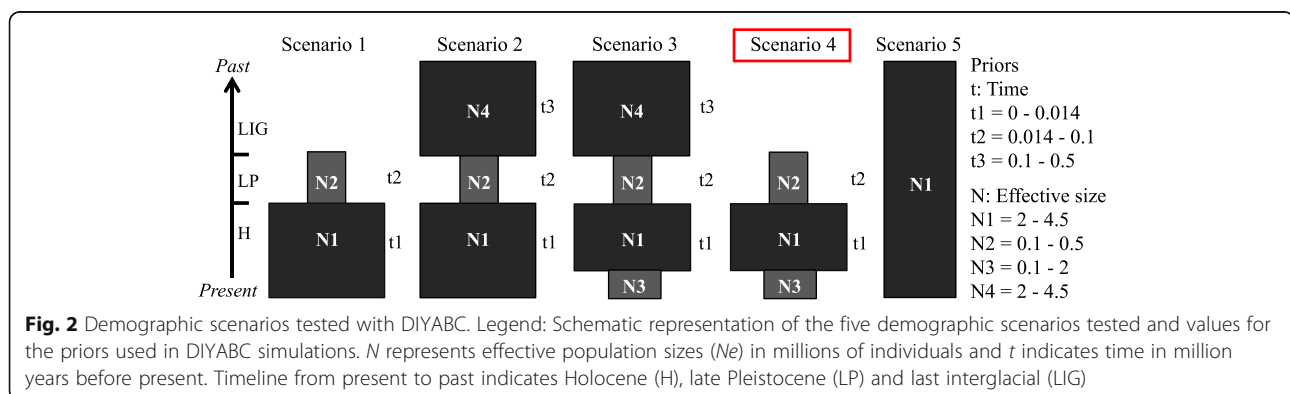 Scenario 1
Scenario 2
Scenario 3
Scenario 4
Scenario 5
Past
LIG
LP
H
Present
N2
t2
N1
t1
N4
t3
N2
t2
N1
t1
N4
t3
N2
t2
N1
t1
N3
N2
t2
N1
t1
N3
N1
Priors
t: Time
t1 = 0 - 0.014
t2 = 0.014 - 0.1
t3 = 0.1 - 0.5
N: Effective size
N1 = 2 - 4.5
N2 = 0.1 - 0.5
N3 = 0.1 - 2
N4 = 2 - 4.5
Fig. 2 Demographic scenarios tested with DIYABC. Legend: Schematic representation of the five demographic scenarios tested and values for
the priors used in DIYABC simulations. N represents effective population sizes (Ne) in millions of individuals and t indicates time in million
years before present. Timeline from present to past indicates Holocene (H), late Pleistocene (LP) and last interglacial (LIG)